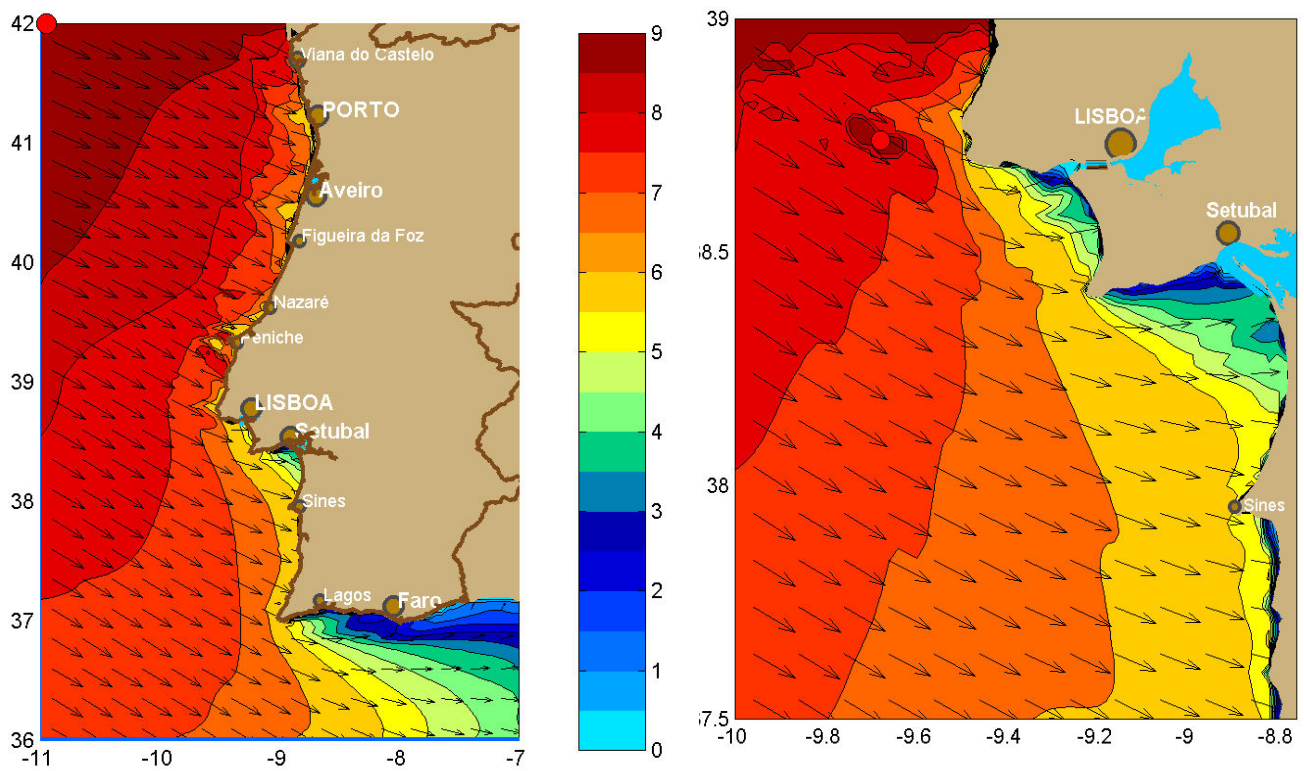 42
41
40
39
38
37
36
-11
-10
-9
-8
-7
Viana do Castelo
PORTO
Aveiro
Figueira da Foz
Nazaré
Peniche
LISBOA
Setubal
Sines
Lagos
Faro
9
8
7
6
5
4
3
2
1
0
39
38.5
38
37.5
-10
-9.8
-9.6
-9.4
-9.2
-9
-8.8
LISBOA
Setubal
Sines